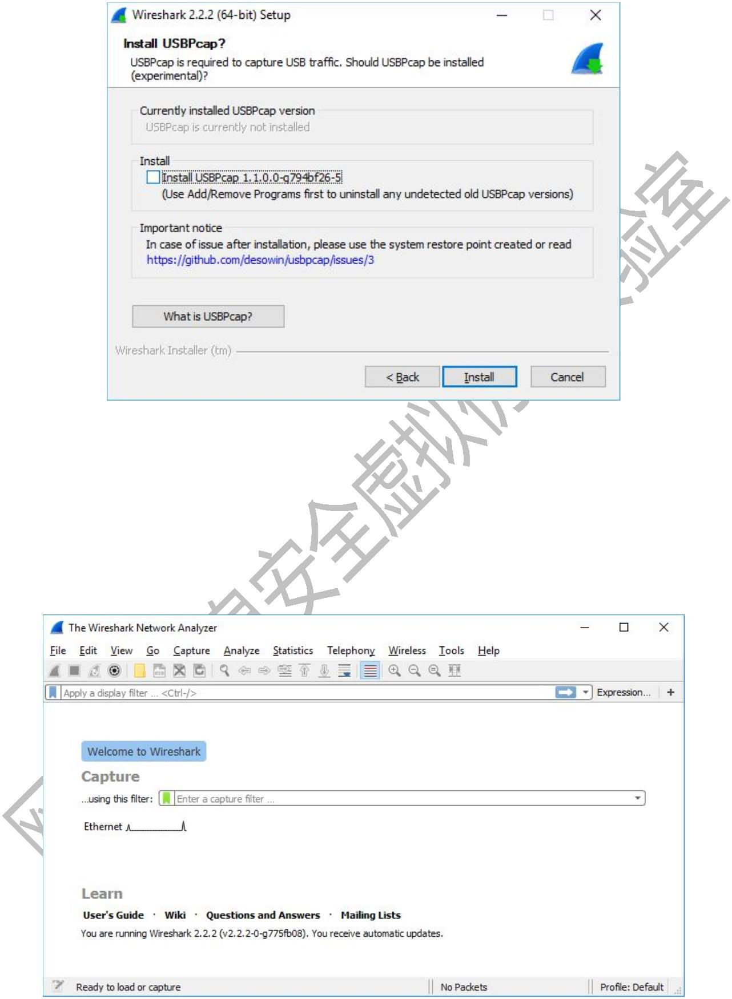 Wireshark 2.2.2 (64-bit) Setup
Install USBPcap?
USBPcap is required to capture USB traffic. Should USBPcap be installed
(experimental)?
Currently installed USBPcap version
USBPcap is currently not installed
Install
Install USBPcap 1.1.0.0-g794bf26-5
(Use Add/Remove Programs first to uninstall any undetected old USBPcap versions)
Important notice
In case of issue after installation, please use the system restore point created or read
https://github.com/desowin/usbpcap/issues/3
What is USBPcap?
Wireshark Installer (tm)
< Back Install Cancel
安全虚拟
验室
The Wireshark Network Analyzer
File Edit View Go Capture Analyze Statistics Telephony Wireless Tools Help
Apply a display filter ... <Ctrl-/> Expression... +
Welcome to Wireshark
Capture
...using this filter: Enter a capture filter ...
Ethernet
Learn
User's Guide · Wiki · Questions and Answers · Mailing Lists
You are running Wireshark 2.2.2 (v2.2.2-0-g775fb08). You receive automatic updates.
Ready to load or capture No Packets Profile: Default